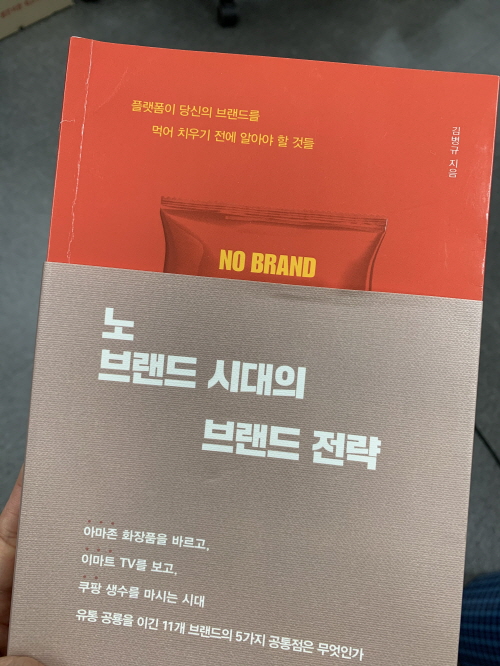 플랫폼이 당신의 브랜드를
먹어 치우기 전에 알아야 할 것들
김병규 지음
NO BRAND
노
브랜드 시대의
브랜드 전략
아마존 화장품을 바르고,
이마트 TV를 보고,
쿠팡 생수를 마시는 시대
유통 공룡을 이긴 11개 브랜드의 5가지 공통점은 무엇인가